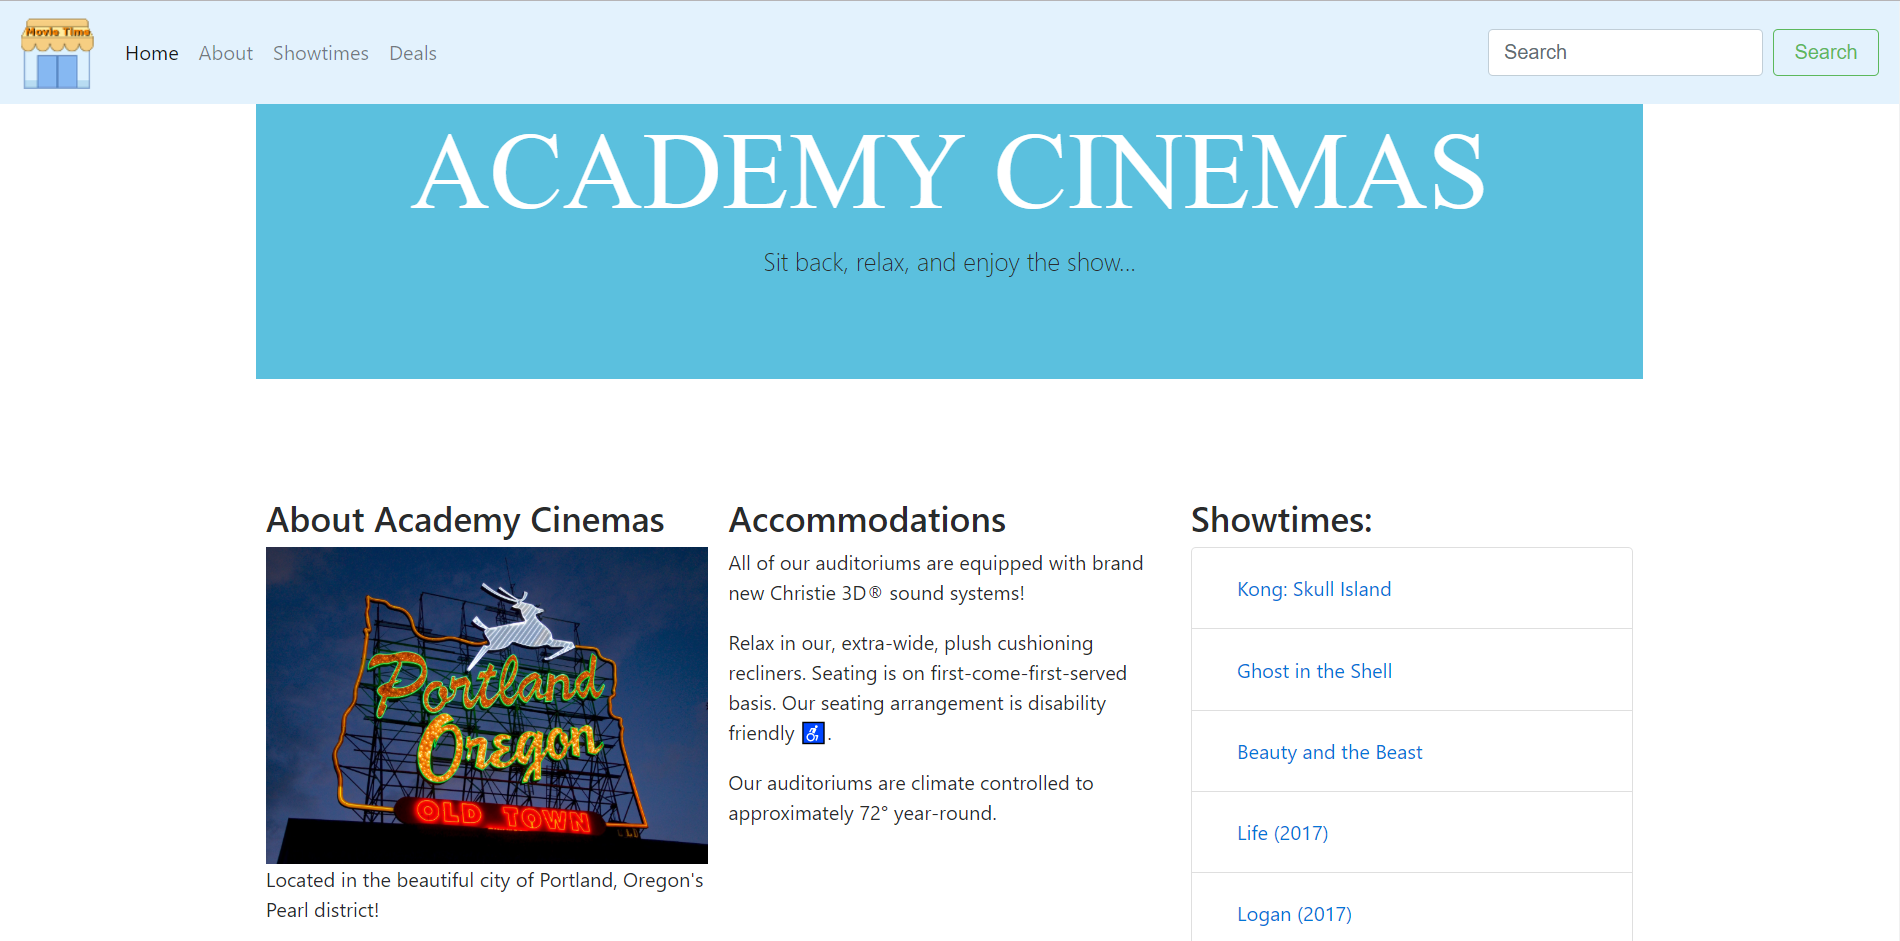 Movie Time
Home About Showtimes Deals
Search Search
ACADEMY CINEMAS
Sit back, relax, and enjoy the show...
About Academy Cinemas
Portland
Oregon
OLD TOWN
Located in the beautiful city of Portland, Oregon's
Pearl district!
Accommodations
All of our auditoriums are equipped with brand
new Christie 3D® sound systems!
Relax in our, extra-wide, plush cushioning
recliners. Seating is on first-come-first-served
basis. Our seating arrangement is disability
friendly ♿.
Our auditoriums are climate controlled to
approximately 72° year-round.
Showtimes:
Kong: Skull Island
Ghost in the Shell
Beauty and the Beast
Life (2017)
Logan (2017)